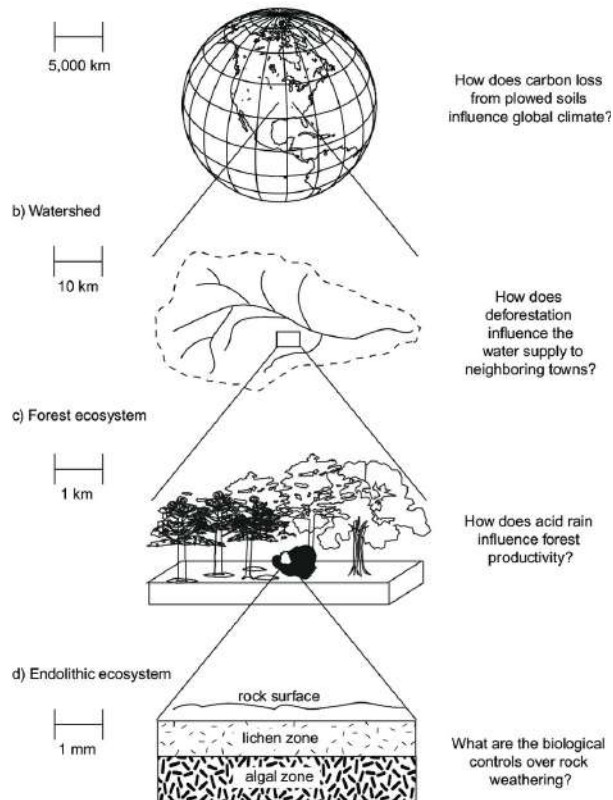 5,000 km
How does carbon loss
from plowed soils
influence global climate?
b) Watershed
10 km
How does
deforestation
influence the
water supply to
neighboring towns?
c) Forest ecosystem
1 km
How does acid rain
influence forest
productivity?
d) Endolithic ecosystem
rock surface
1 mm
lichen zone
algal zone
What are the biological
controls over rock
weathering?